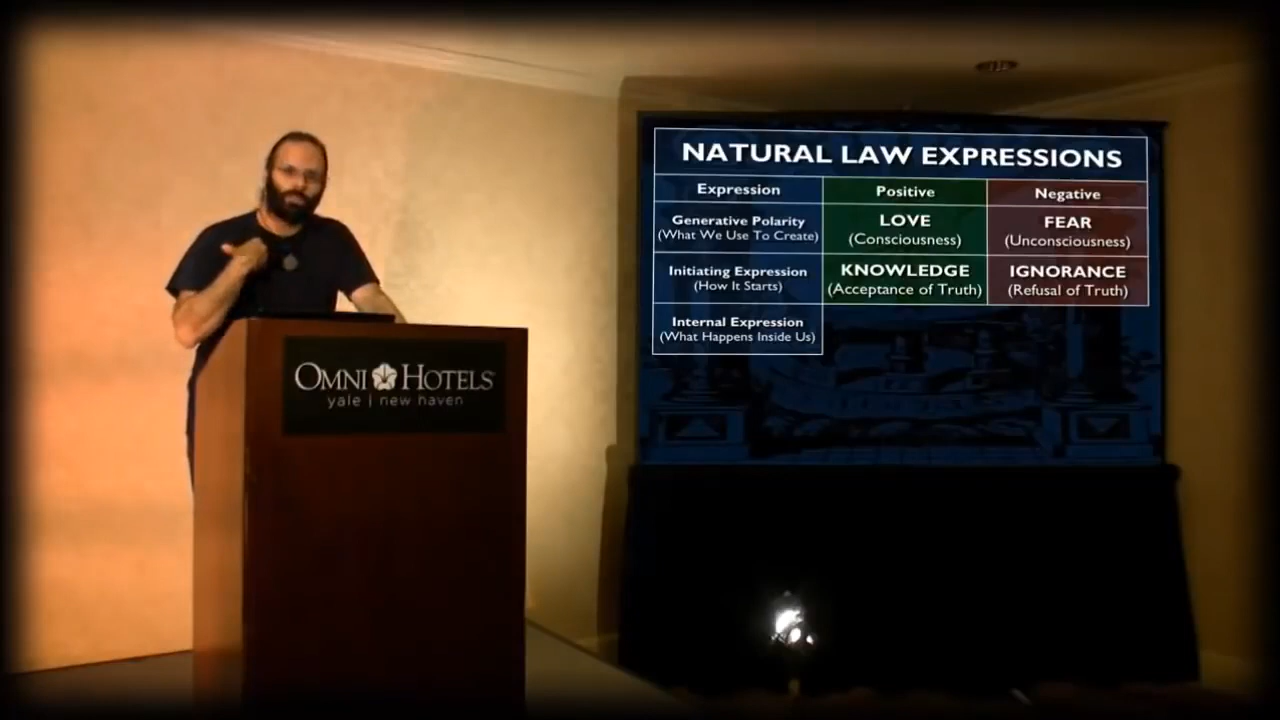 OMNI HOTELS
yale | new haven
NATURAL LAW EXPRESSIONS
Expression Positive Negative
Generative Polarity
(What We Use To Create)
LOVE
(Consciousness)
FEAR
(Unconsciousness)
Initiating Expression
(How It Starts)
KNOWLEDGE
(Acceptance of Truth)
IGNORANCE
(Refusal of Truth)
Internal Expression
(What Happens Inside Us)